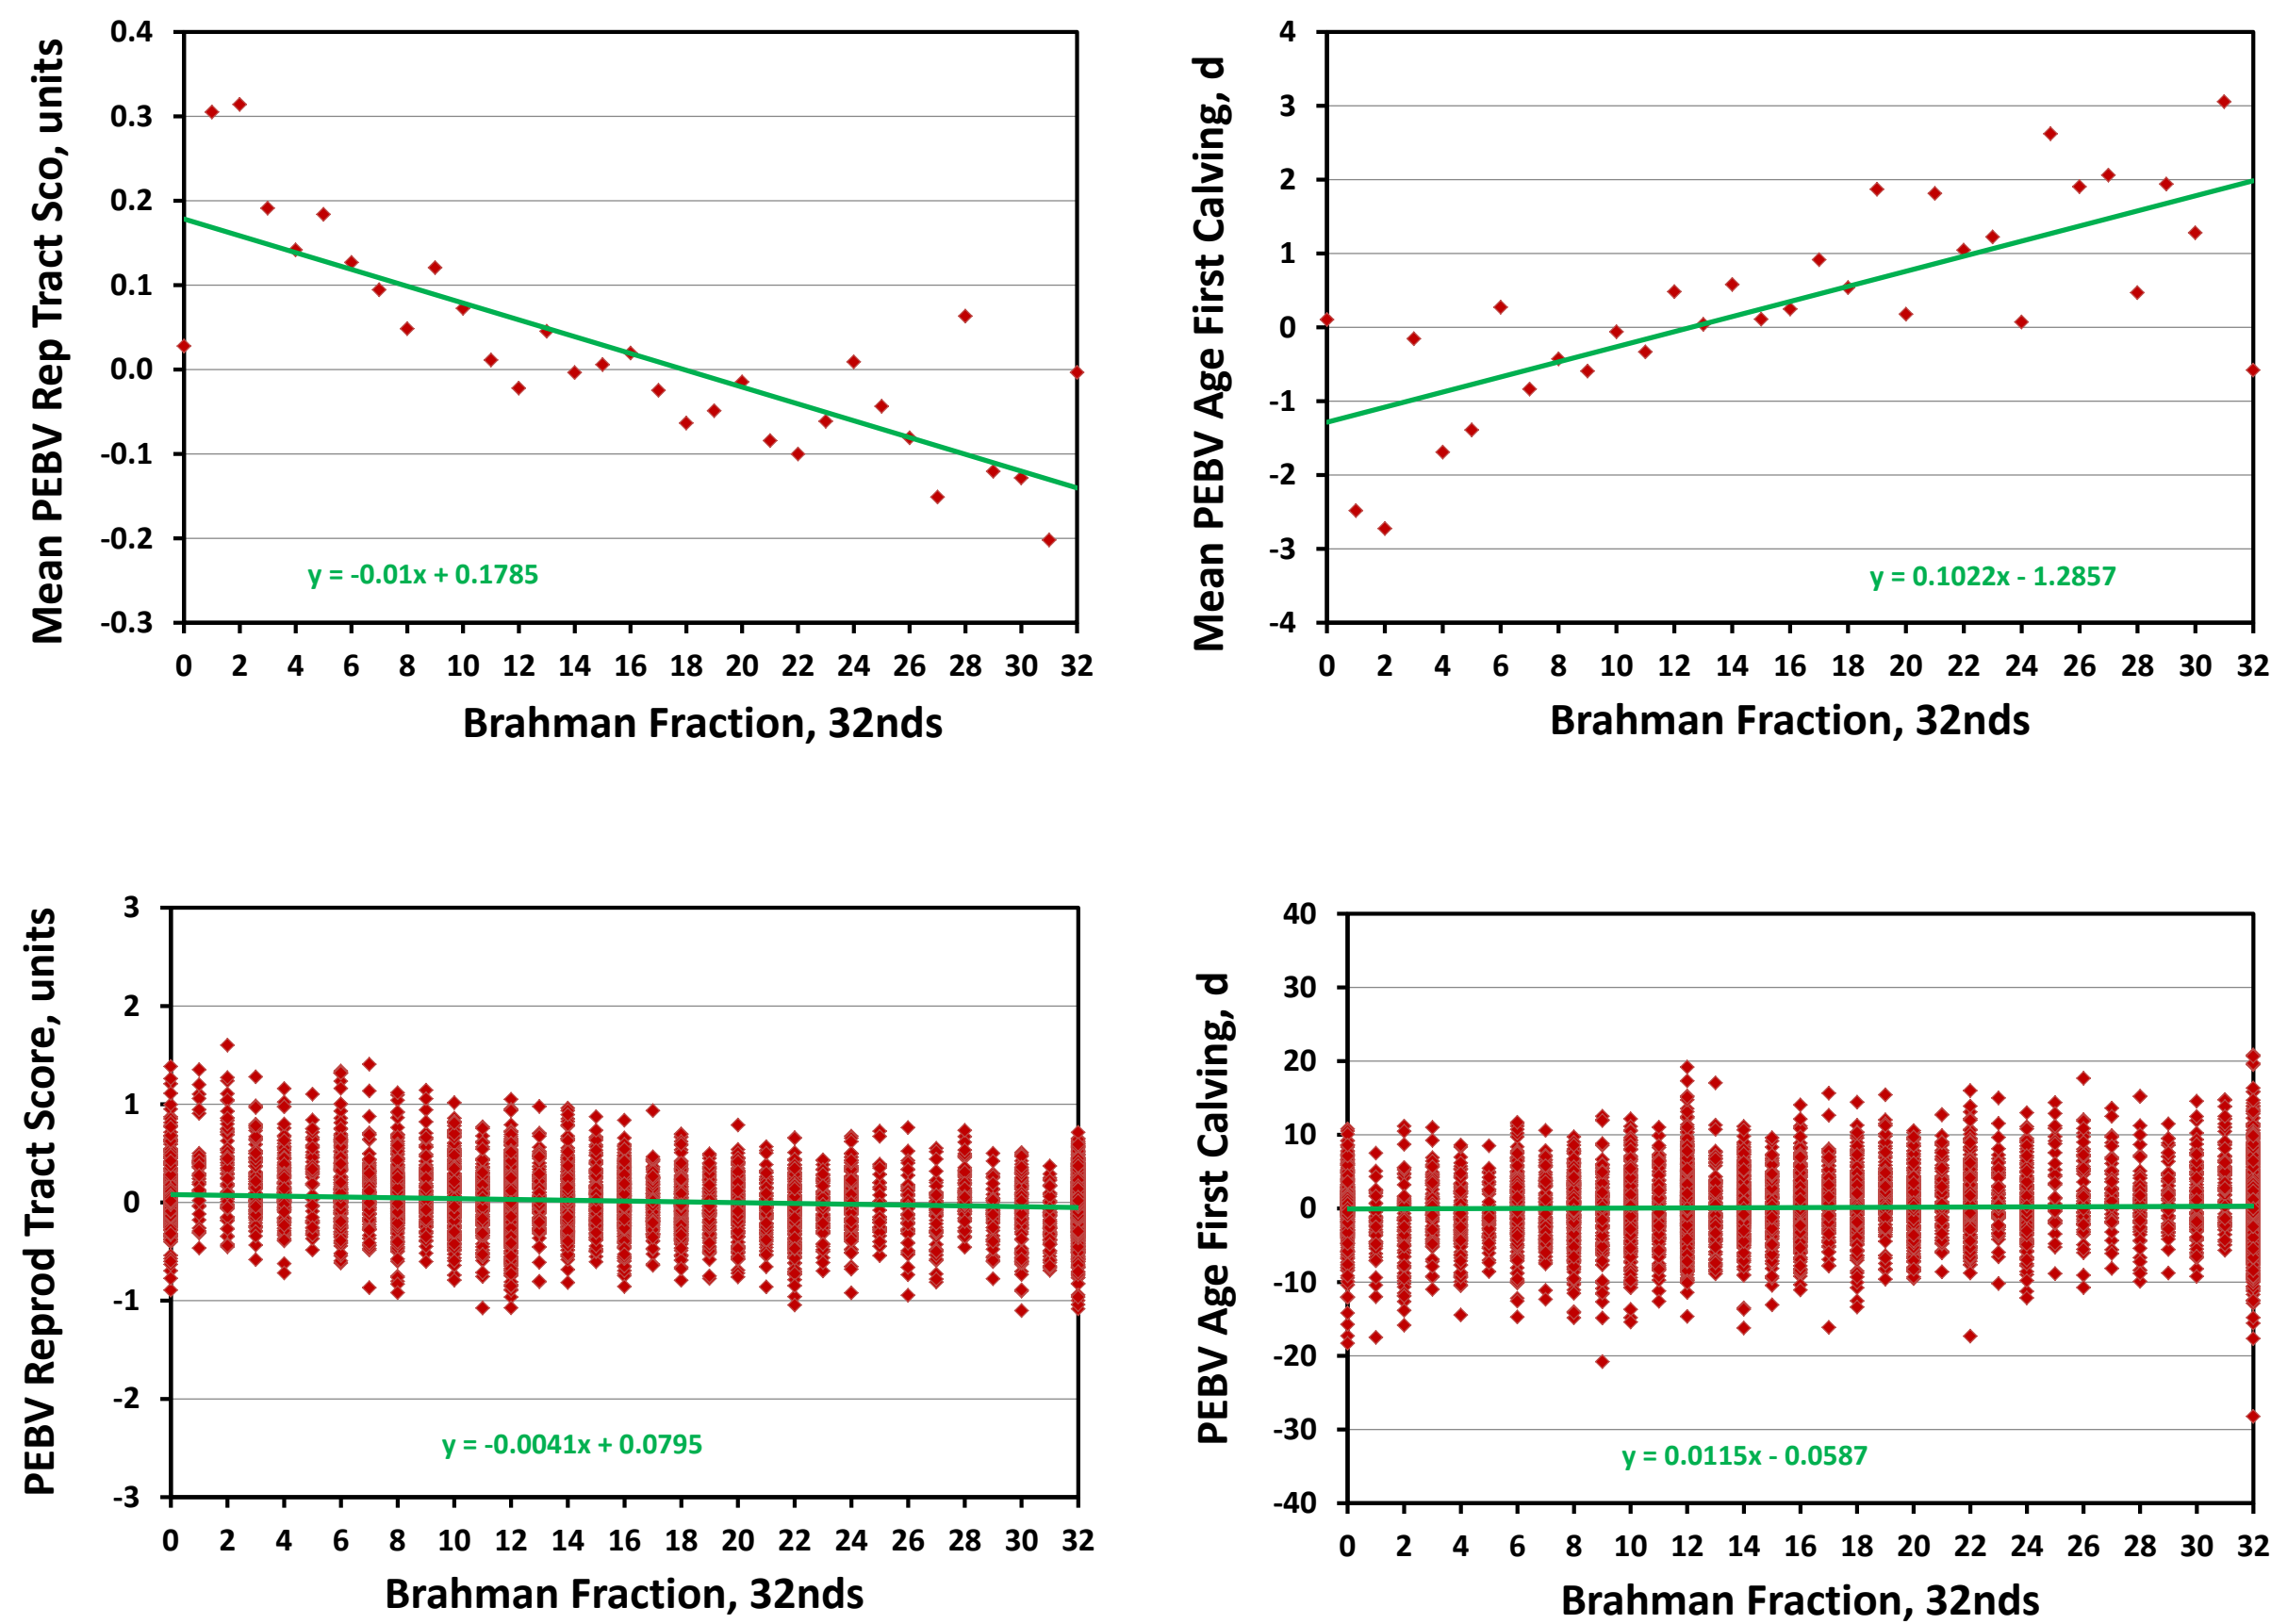 Mean PEBV Rep Tract Sco, units
0.4
0.3
0.2
0.1
0.0
-0.1
-0.2
-0.3
y = -0.01x + 0.1785
0 2 4 6 8 10 12 14 16 18 20 22 24 26 28 30 32
Brahman Fraction, 32nds
Mean PEBV Age First Calving, d
4
3
2
1
0
-1
-2
-3
-4
y = 0.1022x - 1.2857
0 2 4 6 8 10 12 14 16 18 20 22 24 26 28 30 32
Brahman Fraction, 32nds
PEBV Reprod Tract Score, units
3
2
1
0
-1
-2
-3
y = -0.0041x + 0.0795
0 2 4 6 8 10 12 14 16 18 20 22 24 26 28 30 32
Brahman Fraction, 32nds
PEBV Age First Calving, d
40
30
20
10
0
-10
-20
-30
-40
y = 0.0115x - 0.0587
0 2 4 6 8 10 12 14 16 18 20 22 24 26 28 30 32
Brahman Fraction, 32nds